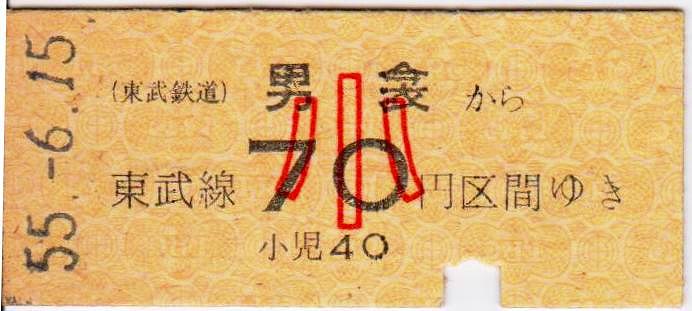 55.-6.15
(東武鉄道) 男衾 から
東武線 70 円区間ゆき
小
小児40